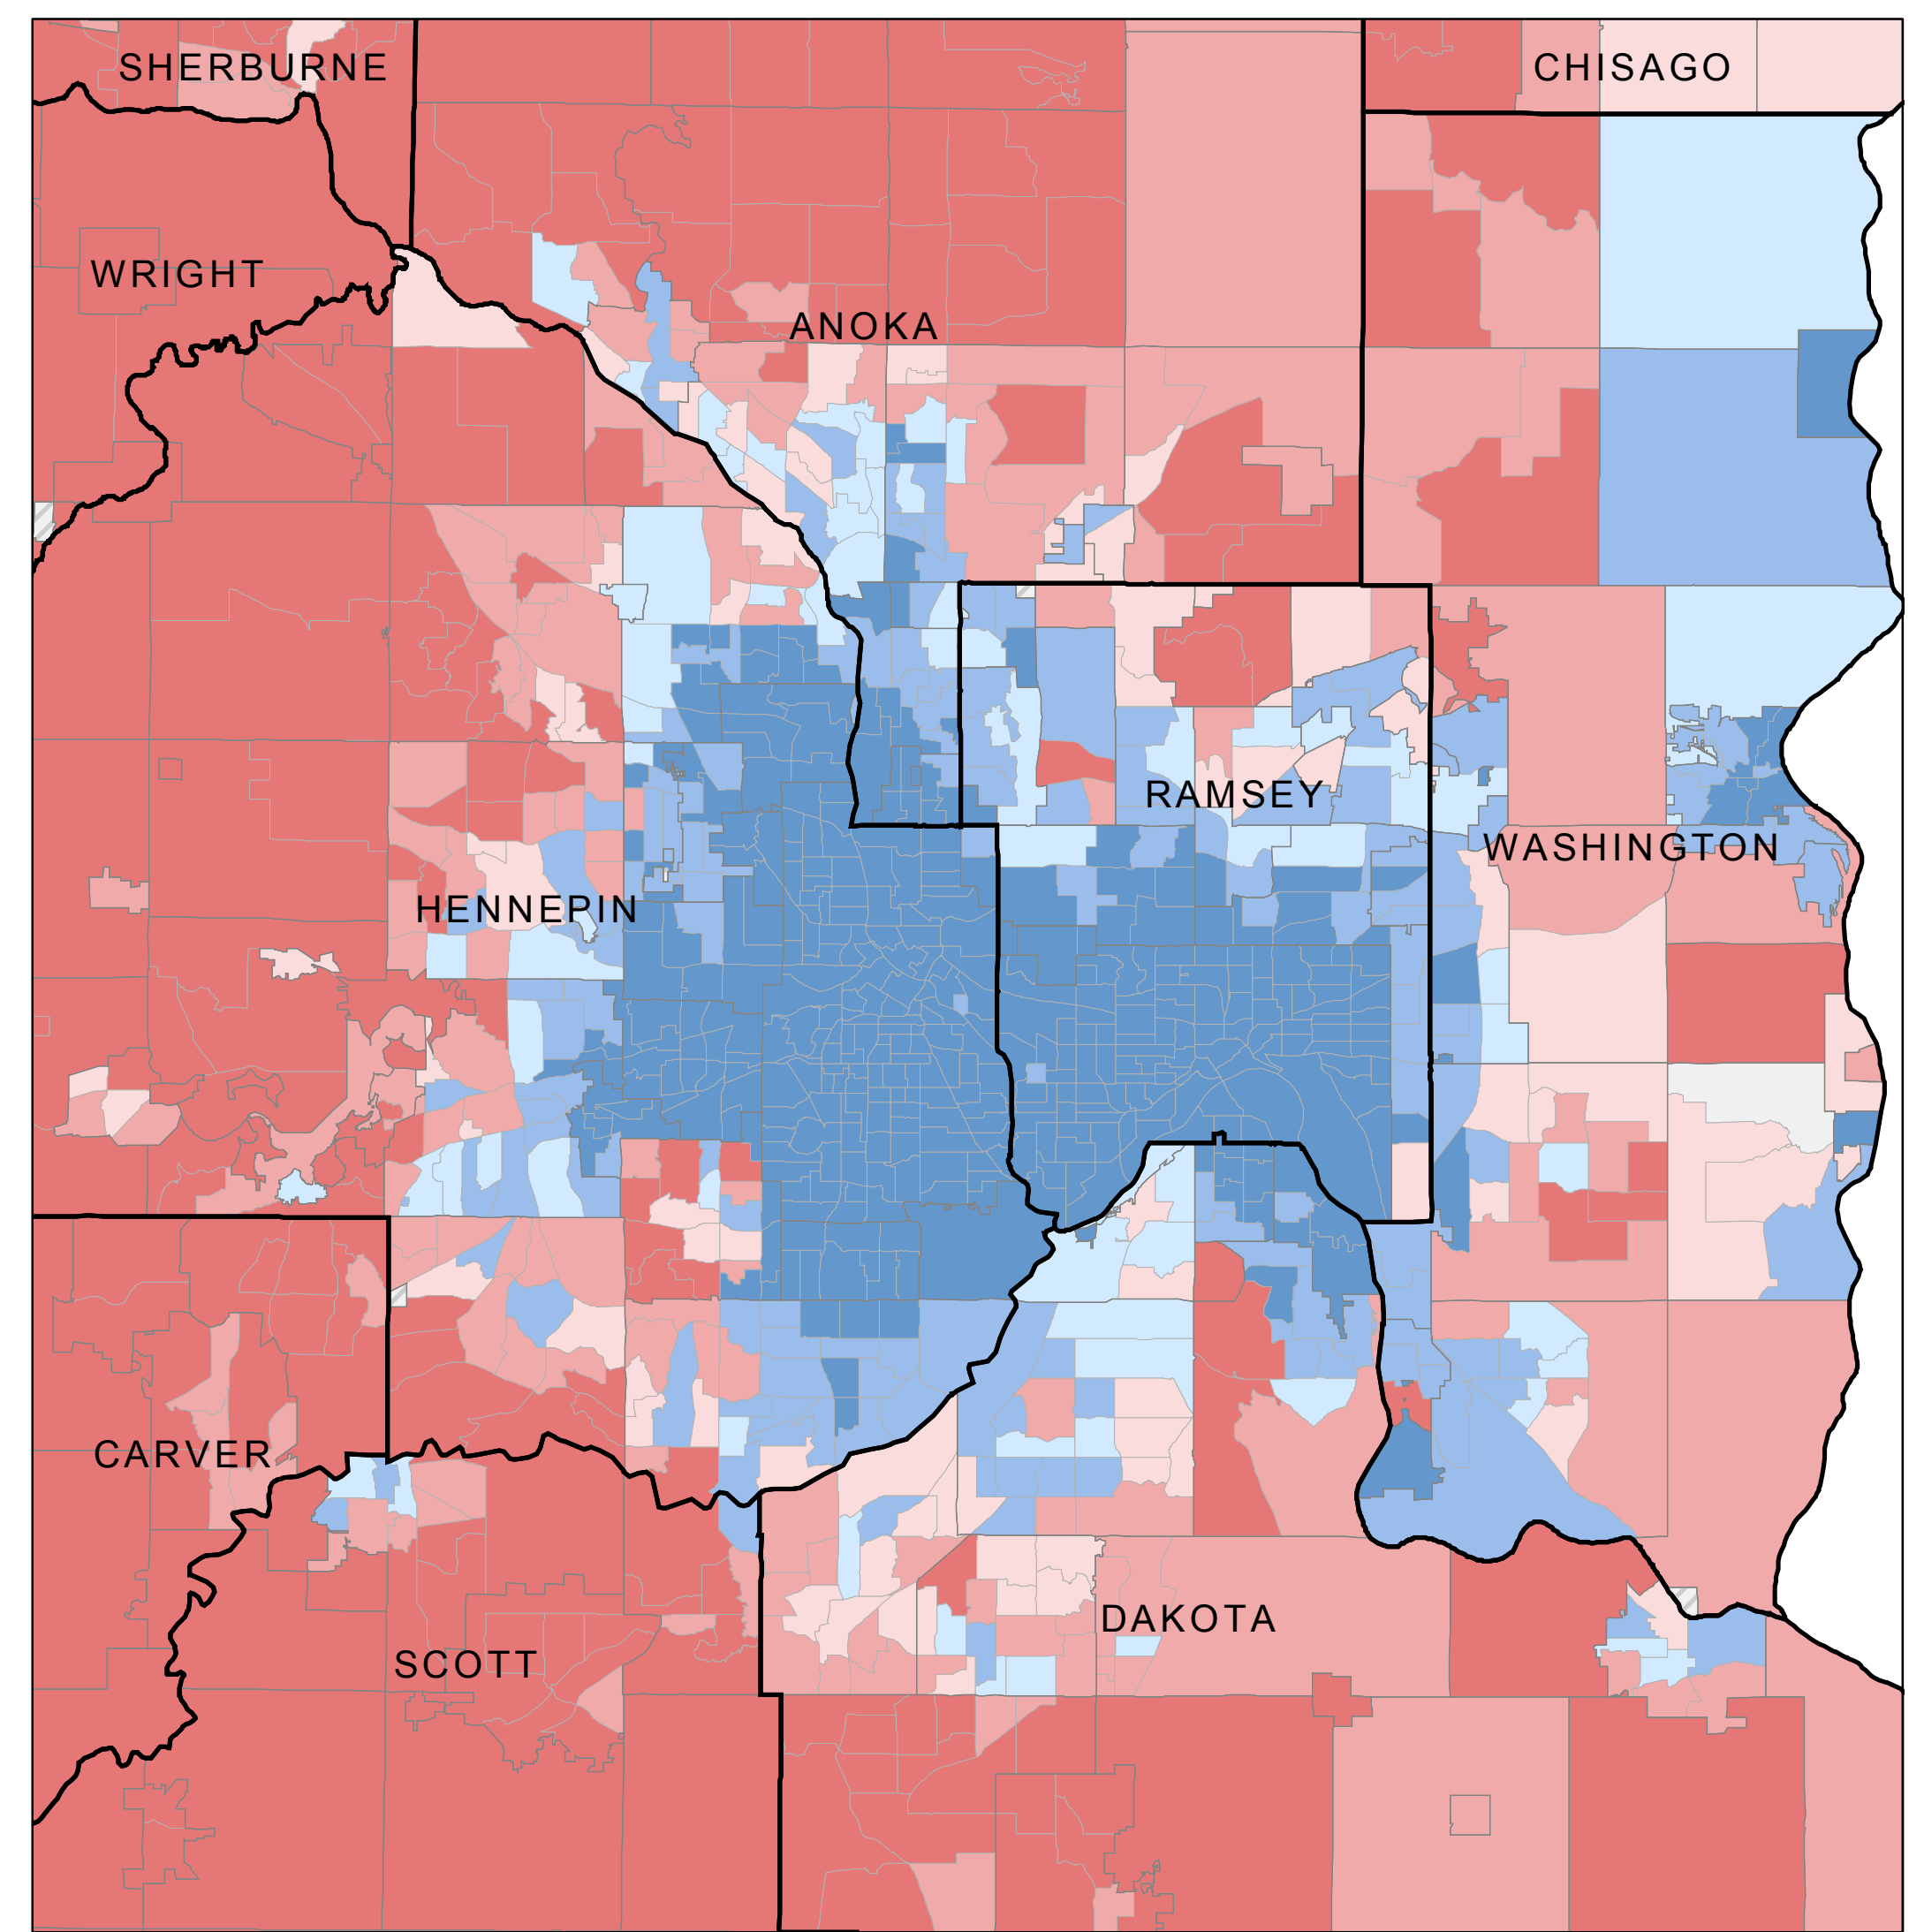 SHERBURNE
CHISAGO
WRIGHT
ANOKA
RAMSEY
WASHINGTON
HENNEPIN
CARVER
DAKOTA
SCOTT